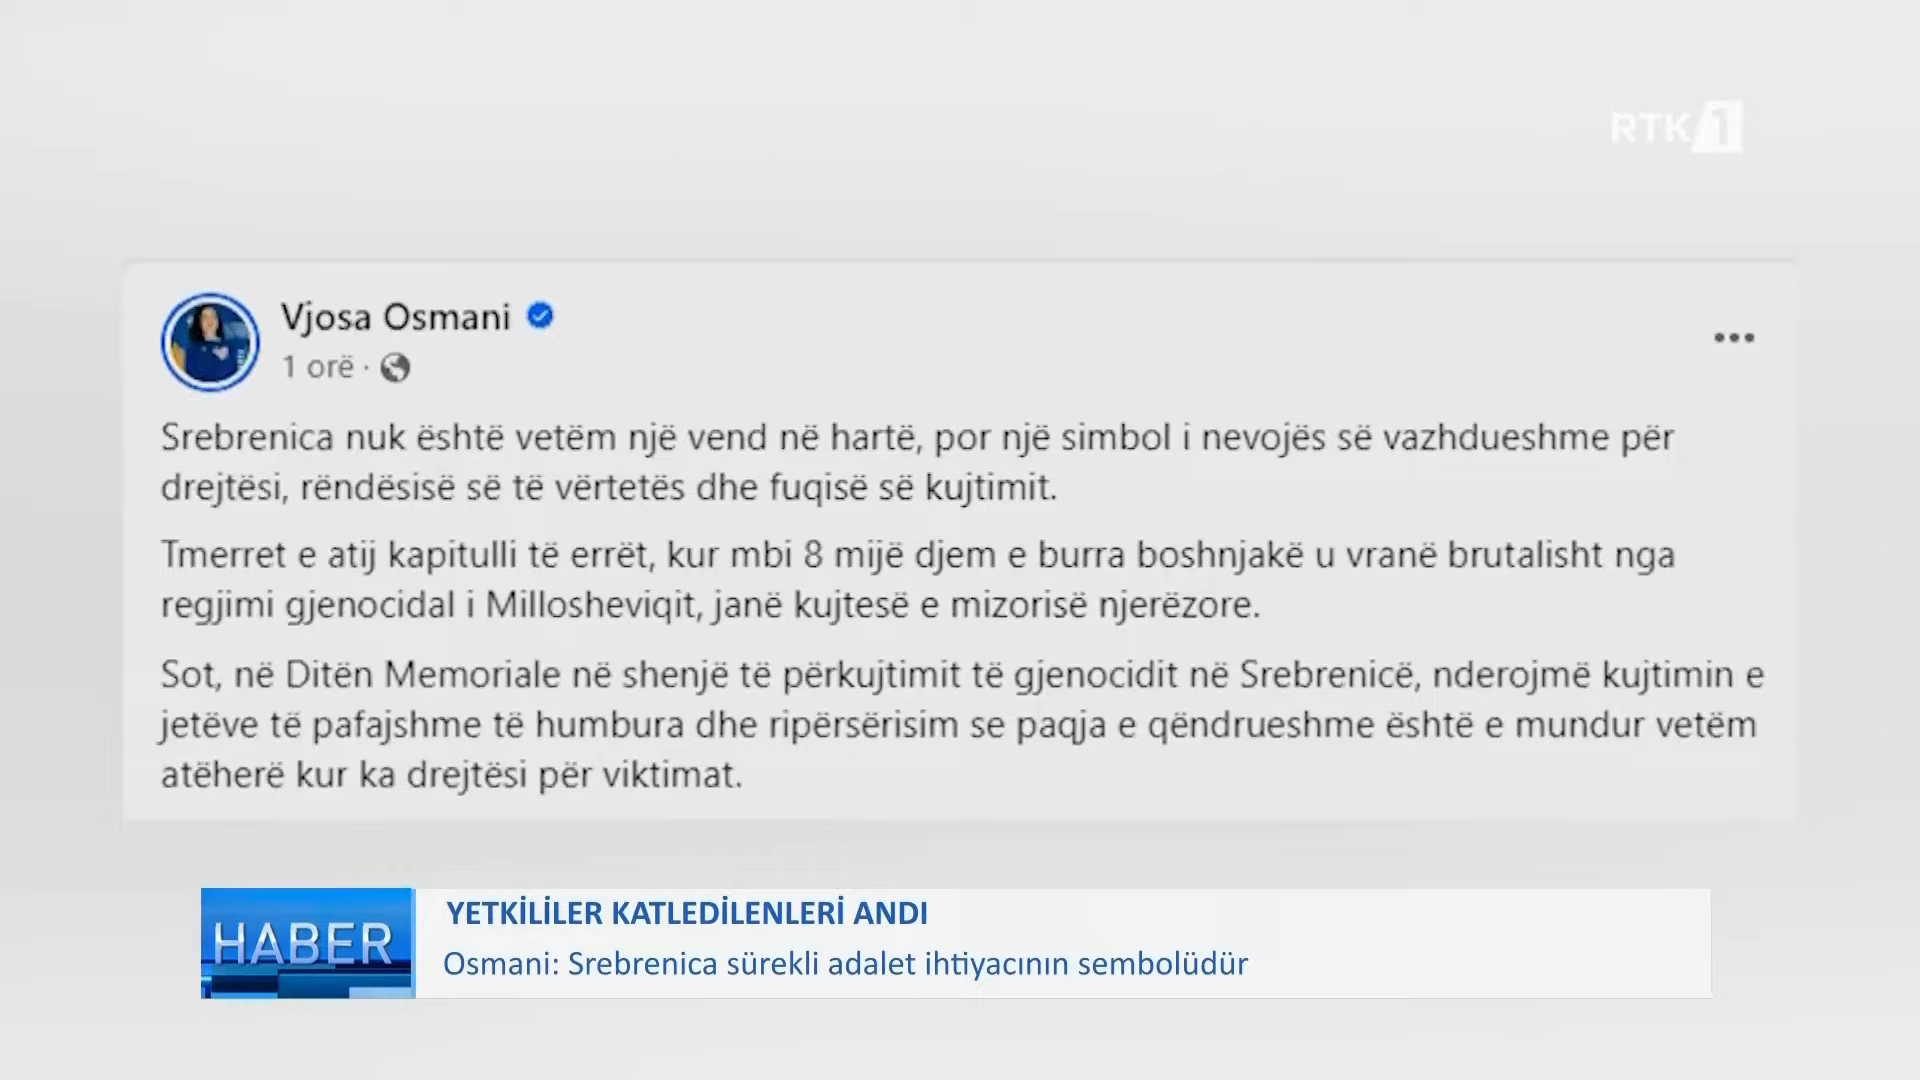 RTK 1
Vjosa Osmani
1 orë ·
Srebrenica nuk është vetëm një vend në hartë, por një simbol i nevojës së vazhdueshme për
drejtësi, rëndësisë së të vërtetës dhe fuqisë së kujtimit.
Tmerret e atij kapitulli të errët, kur mbi 8 mijë djem e burra boshnjakë u vranë brutalisht nga
regjimi gjenocidal i Millosheviqit, janë kujtesë e mizorisë njerëzore.
Sot, në Ditën Memoriale në shenjë të përkujtimit të gjenocidit në Srebrenicë, nderojmë kujtimin e
jetëve të pafajshme të humbura dhe ripërsërisim se paqja e qëndrueshme është e mundur vetëm
atëherë kur ka drejtësi për viktimat.
HABER
YETKİLİLER KATLEDİLENLERİ ANDI
Osmani: Srebrenica sürekli adalet ihtiyacının sembolüdür